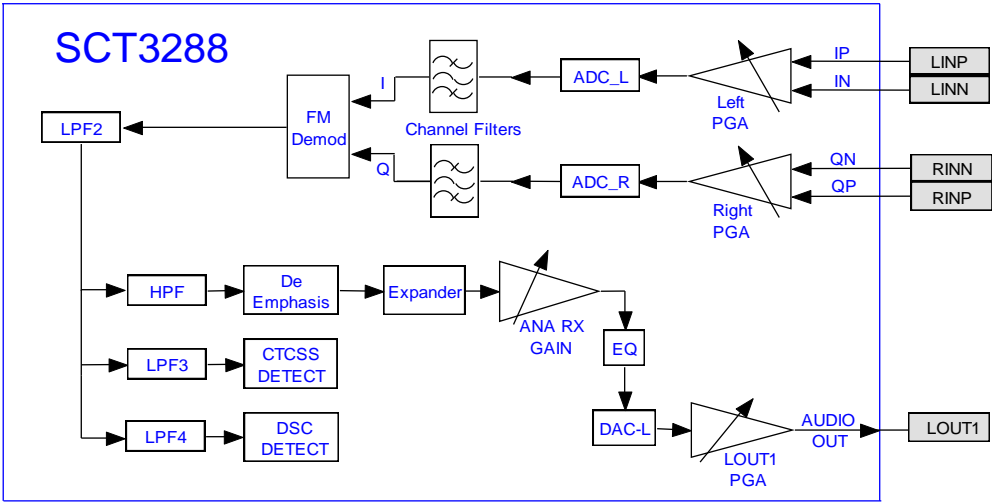 SCT3288
IP
LINP
ADC_L
IN
LINN
I
Left
PGA
FM
Demod
Channel Filters
LPF2
QN
RINN
Q
ADC_R
QP
RINP
Right
PGA
HPF
De
Emphasis
Expander
ANA RX
GAIN
EQ
LPF3
CTCSS
DETECT
LPF4
DSC
DETECT
DAC-L
AUDIO
OUT
LOUT1
LOUT1
PGA